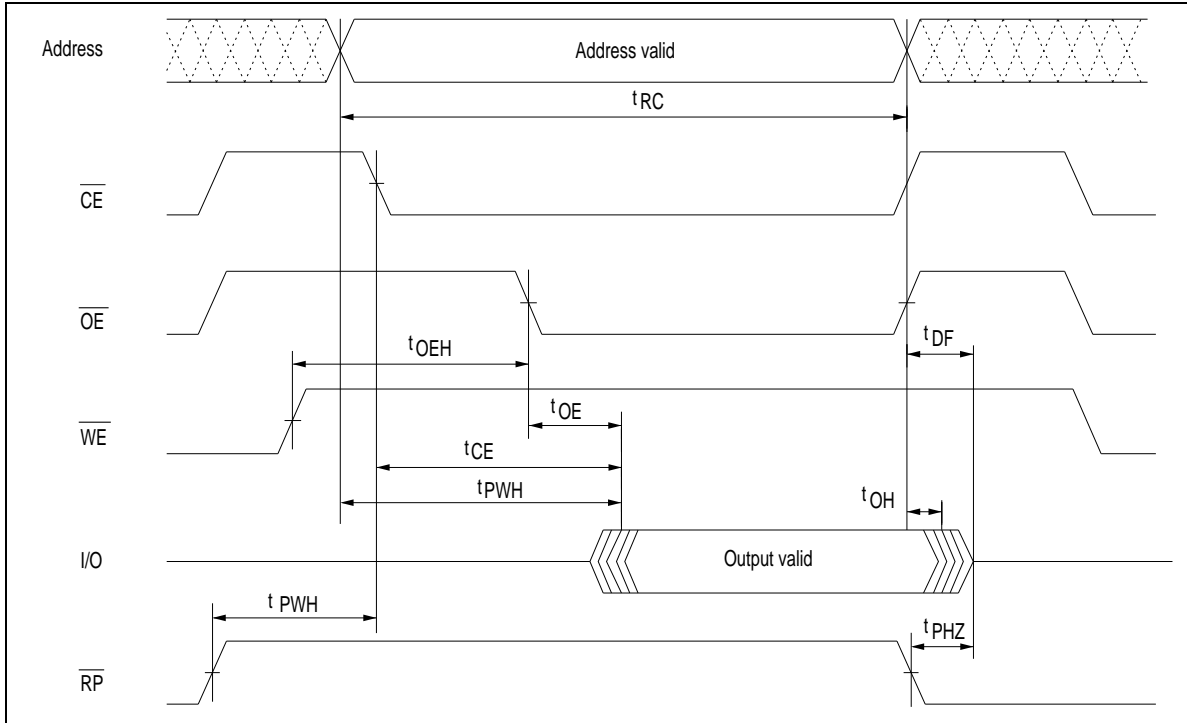 Address
Address valid
tRC
CE
OE
tOEH
tDF
WE
tOE
tCE
tPWH
tOH
I/O
Output valid
tPWH
tPHZ
RP